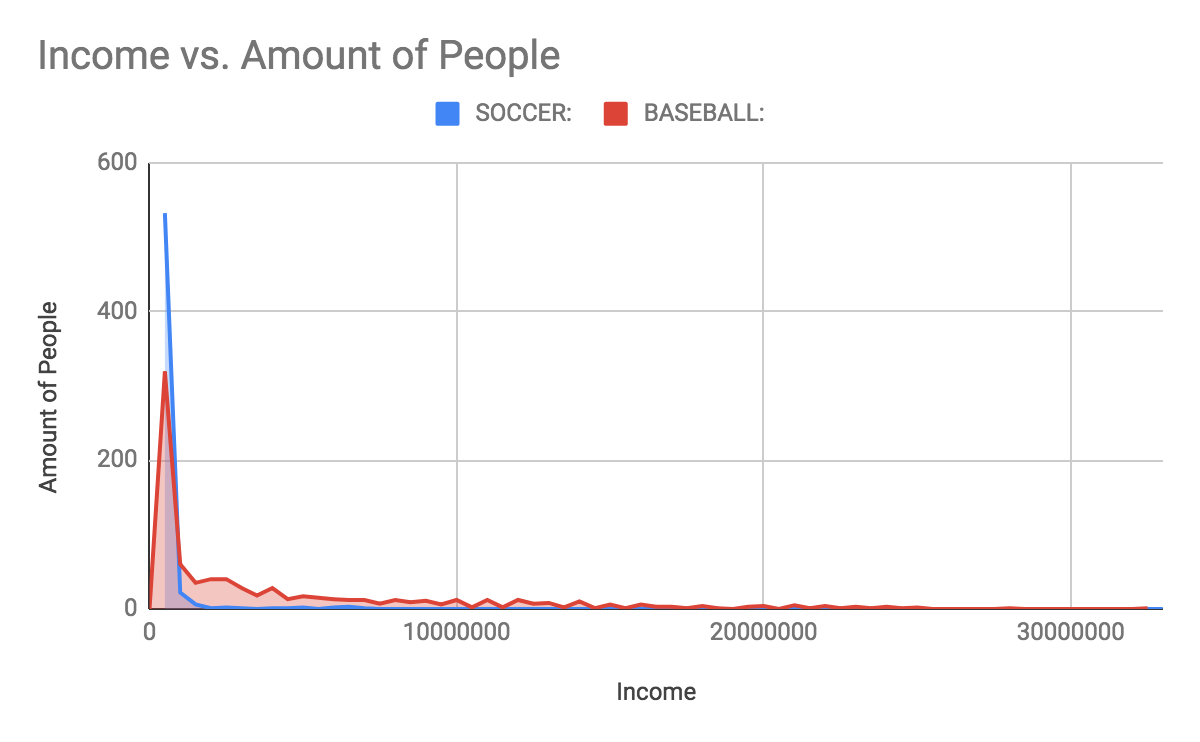 Income vs. Amount of People
SOCCER: BASEBALL:
600
400
200
0
Amount of People
0 10000000 20000000 30000000
Income